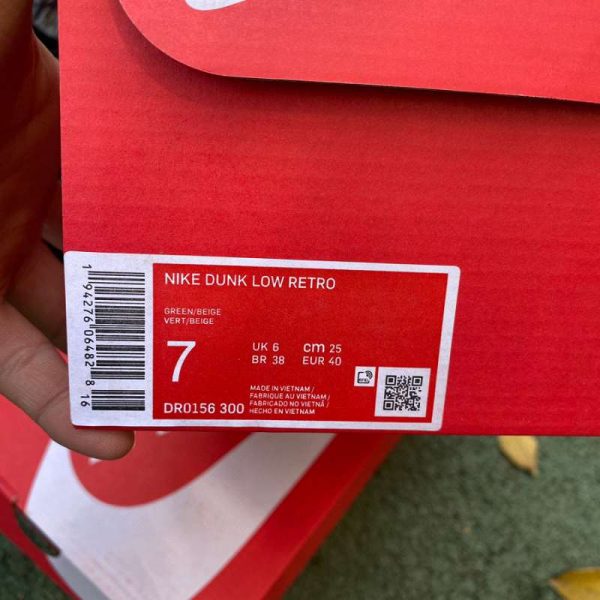 NIKE DUNK LOW RETRO
GREEN/BEIGE
VERT/BEIGE
7
UK 6 cm 25
BR 38 EUR 40
MADE IN VIETNAM /
FABRIQUE AU VIETNAM /
FABRICADO NO VIETNÃ /
HECHO EN VIETNAM
DR0156 300
1 94276 06482 8 16